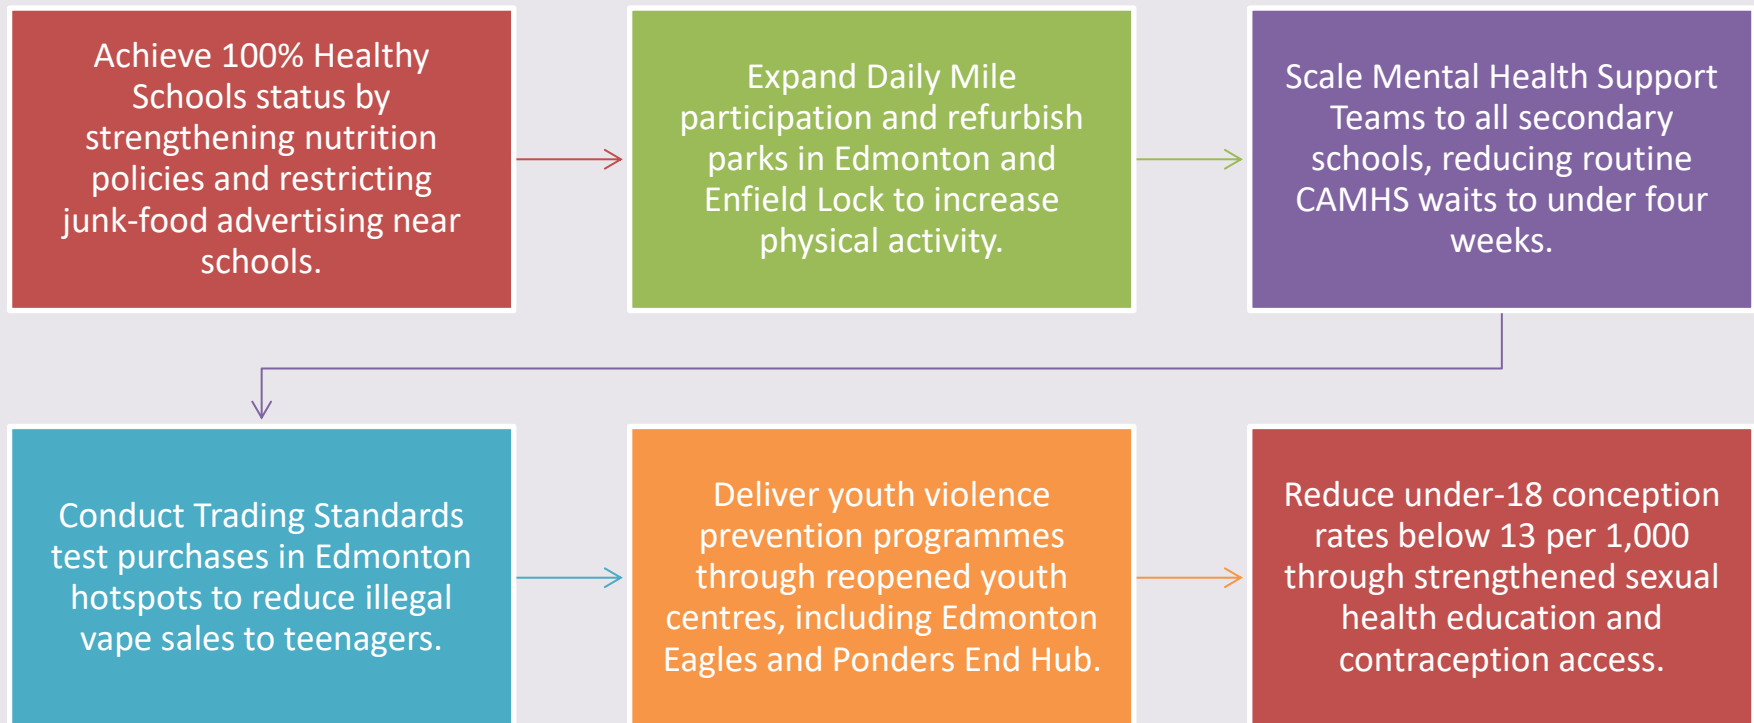 Achieve 100% Healthy
Schools status by
strengthening nutrition
policies and restricting
junk-food advertising near
schools.
Expand Daily Mile
participation and refurbish
parks in Edmonton and
Enfield Lock to increase
physical activity.
Scale Mental Health Support
Teams to all secondary
schools, reducing routine
CAMHS waits to under four
weeks.
Conduct Trading Standards
test purchases in Edmonton
hotspots to reduce illegal
vape sales to teenagers.
Deliver youth violence
prevention programmes
through reopened youth
centres, including Edmonton
Eagles and Ponders End Hub.
Reduce under-18 conception
rates below 13 per 1,000
through strengthened sexual
health education and
contraception access.